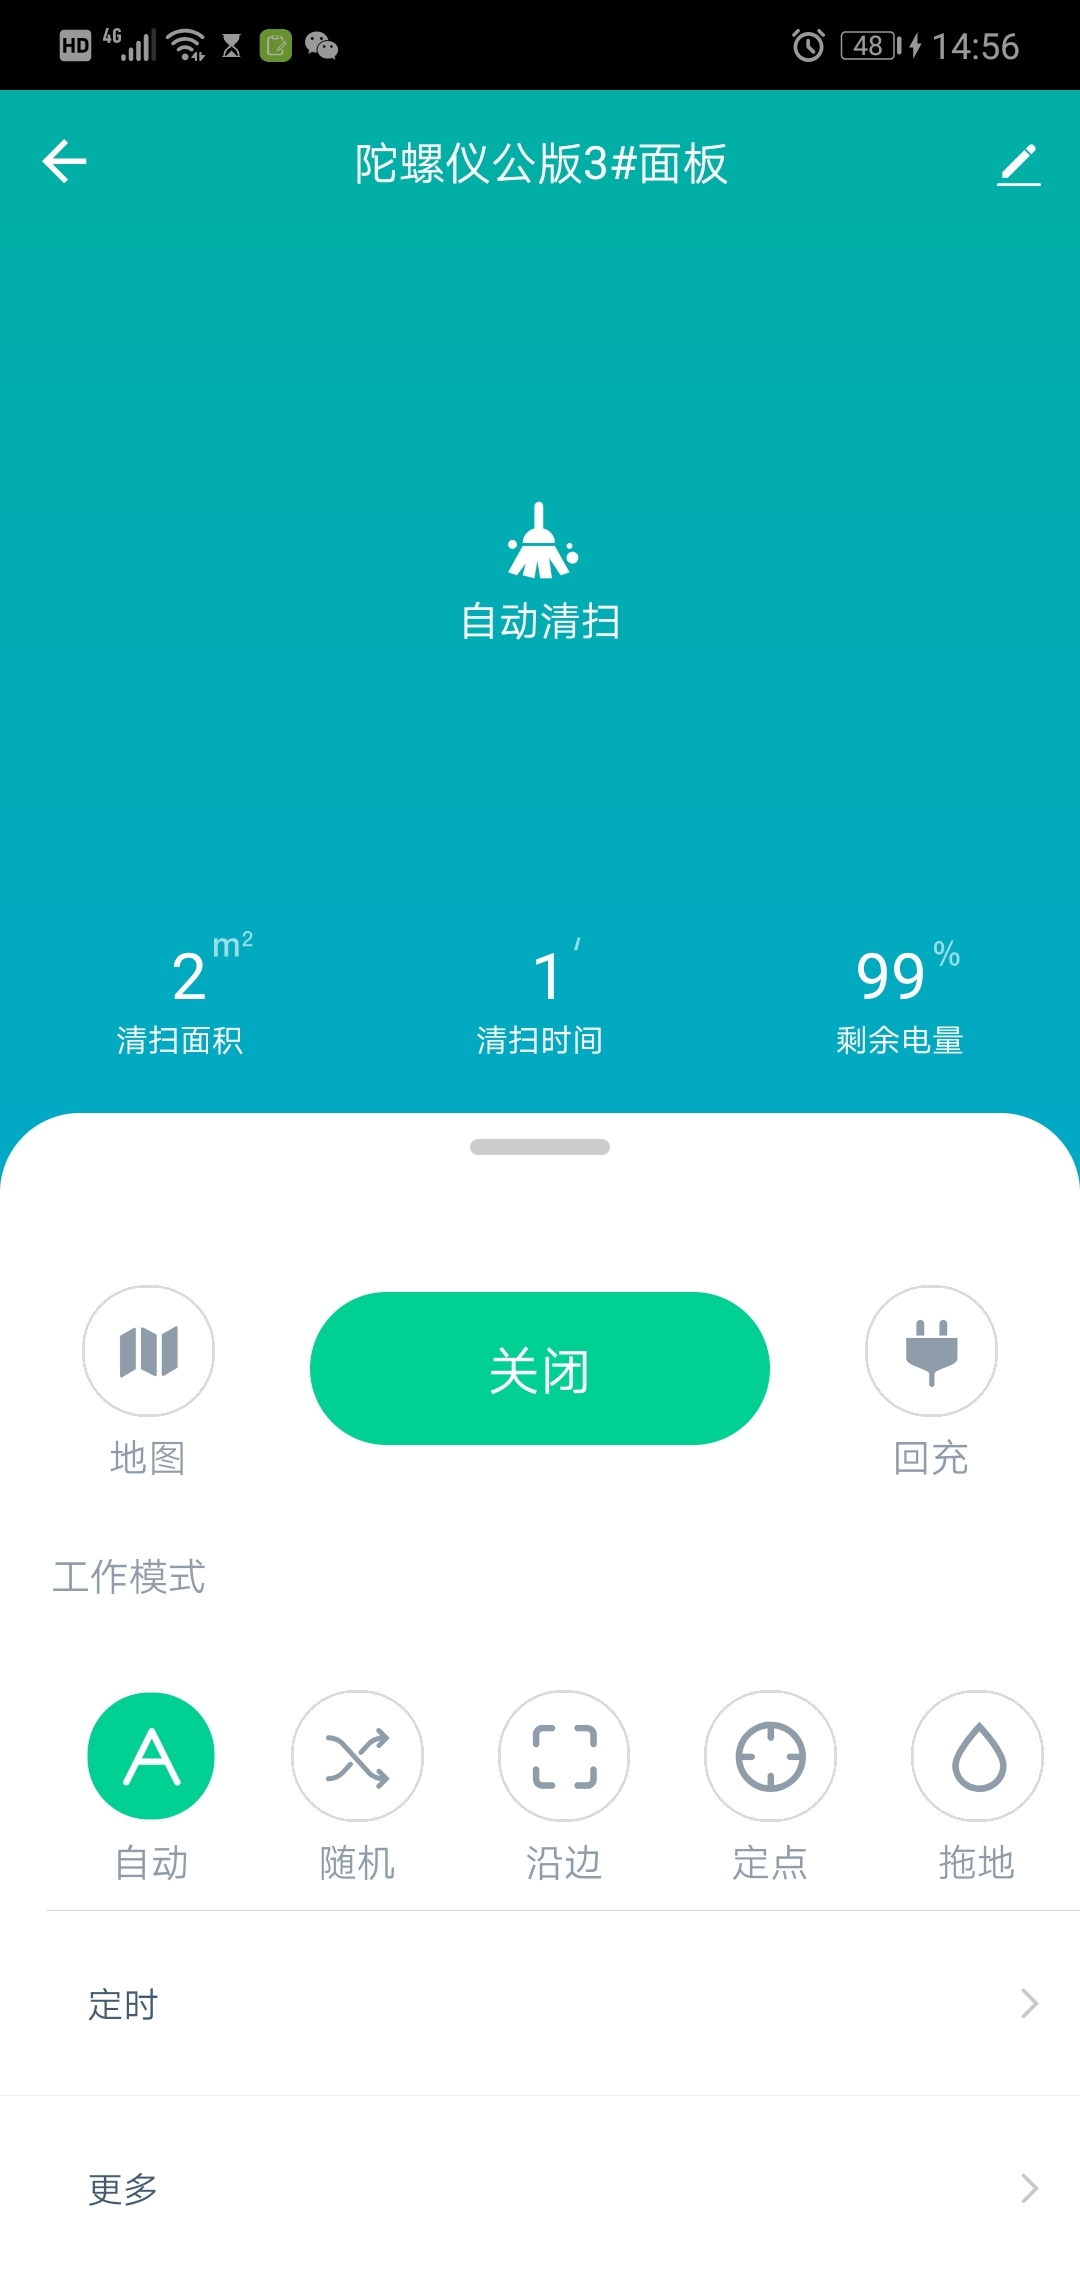 HD 4G 48 14:56
陀螺仪公版3#面板
自动清扫
2 m² 1 ′ 99 %
清扫面积 清扫时间 剩余电量
关闭
地图 回充
工作模式
A
自动 随机 沿边 定点 拖地
定时
更多